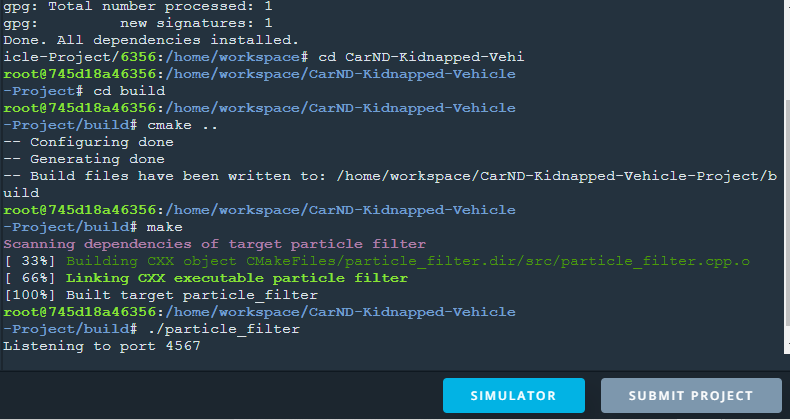 gpg: Total number processed: 1
gpg:         new signatures: 1
Done. All dependencies installed.
icle-Project/6356:/home/workspace# cd CarND-Kidnapped-Vehi
root@745d18a46356:/home/workspace/CarND-Kidnapped-Vehicle
-Project# cd build
root@745d18a46356:/home/workspace/CarND-Kidnapped-Vehicle
-Project/build# cmake ..
-- Configuring done
-- Generating done
-- Build files have been written to: /home/workspace/CarND-Kidnapped-Vehicle-Project/b
uild
root@745d18a46356:/home/workspace/CarND-Kidnapped-Vehicle
-Project/build# make
Scanning dependencies of target particle_filter
[ 33%] Building CXX object CMakeFiles/particle_filter.dir/src/particle_filter.cpp.o
[ 66%] Linking CXX executable particle_filter
[100%] Built target particle_filter
root@745d18a46356:/home/workspace/CarND-Kidnapped-Vehicle
-Project/build# ./particle_filter
Listening to port 4567
SIMULATOR
SUBMIT PROJECT